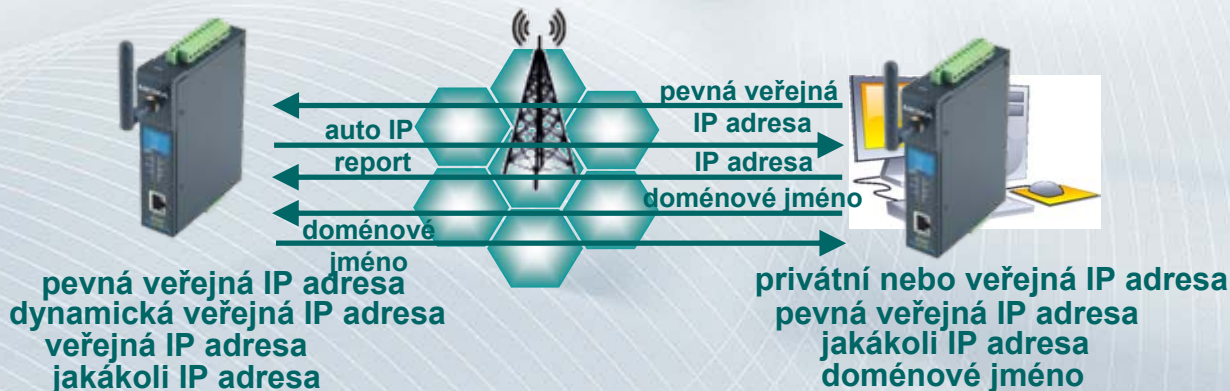 pevná veřejná
IP adresa
auto IP
report
IP adresa
doménové jméno
doménové
jméno
pevná veřejná IP adresa
dynamická veřejná IP adresa
veřejná IP adresa
jakákoli IP adresa
privátní nebo veřejná IP adresa
pevná veřejná IP adresa
jakákoli IP adresa
doménové jméno